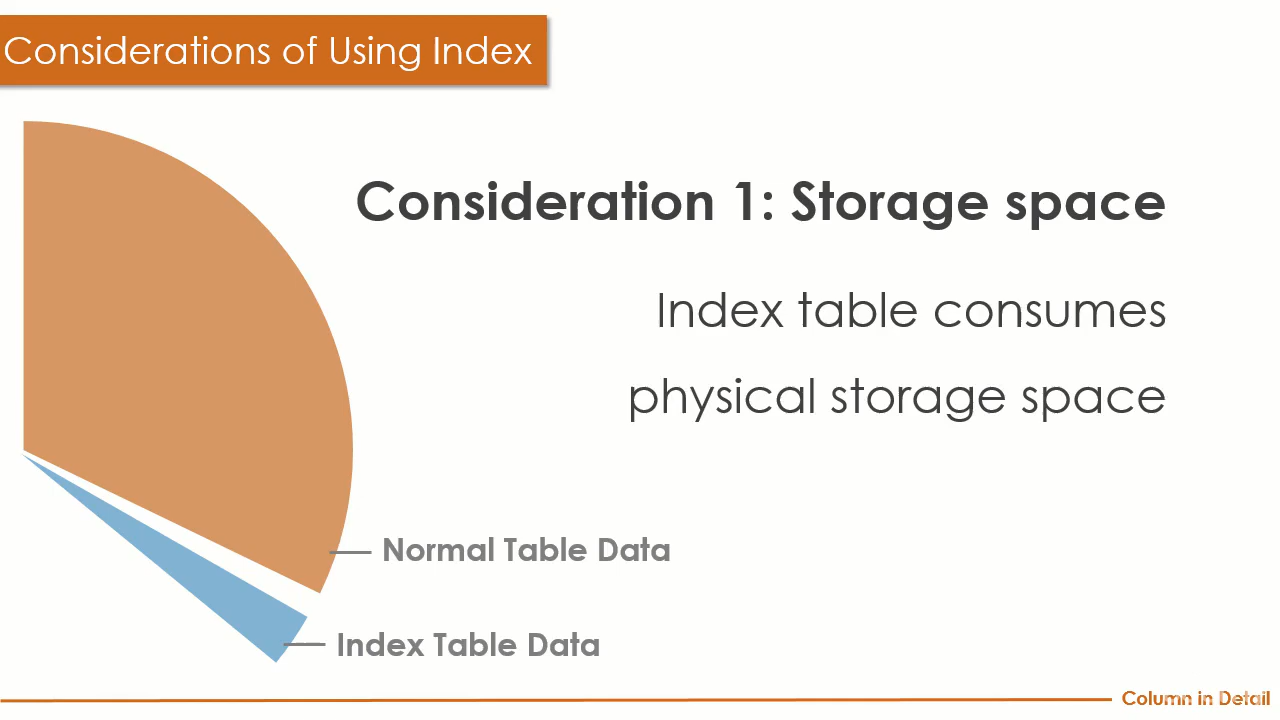 Considerations of Using Index
Consideration 1: Storage space
Index table consumes
physical storage space
Normal Table Data
Index Table Data
Column in Detail